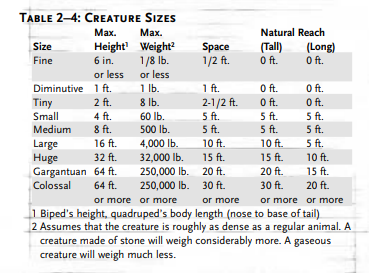 TABLE 2–4: CREATURE SIZES
Max. Max. Natural Reach
Size Height¹ Weight² Space (Tall) (Long)
Fine 6 in. 1/8 lb. 1/2 ft. 0 ft. 0 ft.
or less or less
Diminutive 1 ft. 1 lb. 1 ft. 0 ft. 0 ft.
Tiny 2 ft. 8 lb. 2-1/2 ft. 0 ft. 0 ft.
Small 4 ft. 60 lb. 5 ft. 5 ft. 5 ft.
Medium 8 ft. 500 lb. 5 ft. 5 ft. 5 ft.
Large 16 ft. 4,000 lb. 10 ft. 10 ft. 5 ft.
Huge 32 ft. 32,000 lb. 15 ft. 15 ft. 10 ft.
Gargantuan 64 ft. 250,000 lb. 20 ft. 20 ft. 15 ft.
Colossal 64 ft. 250,000 lb. 30 ft. 30 ft. 20 ft.
or more or more or more or more or more
1 Biped's height, quadruped's body length (nose to base of tail)
2 Assumes that the creature is roughly as dense as a regular animal. A
creature made of stone will weigh considerably more. A gaseous
creature will weigh much less.